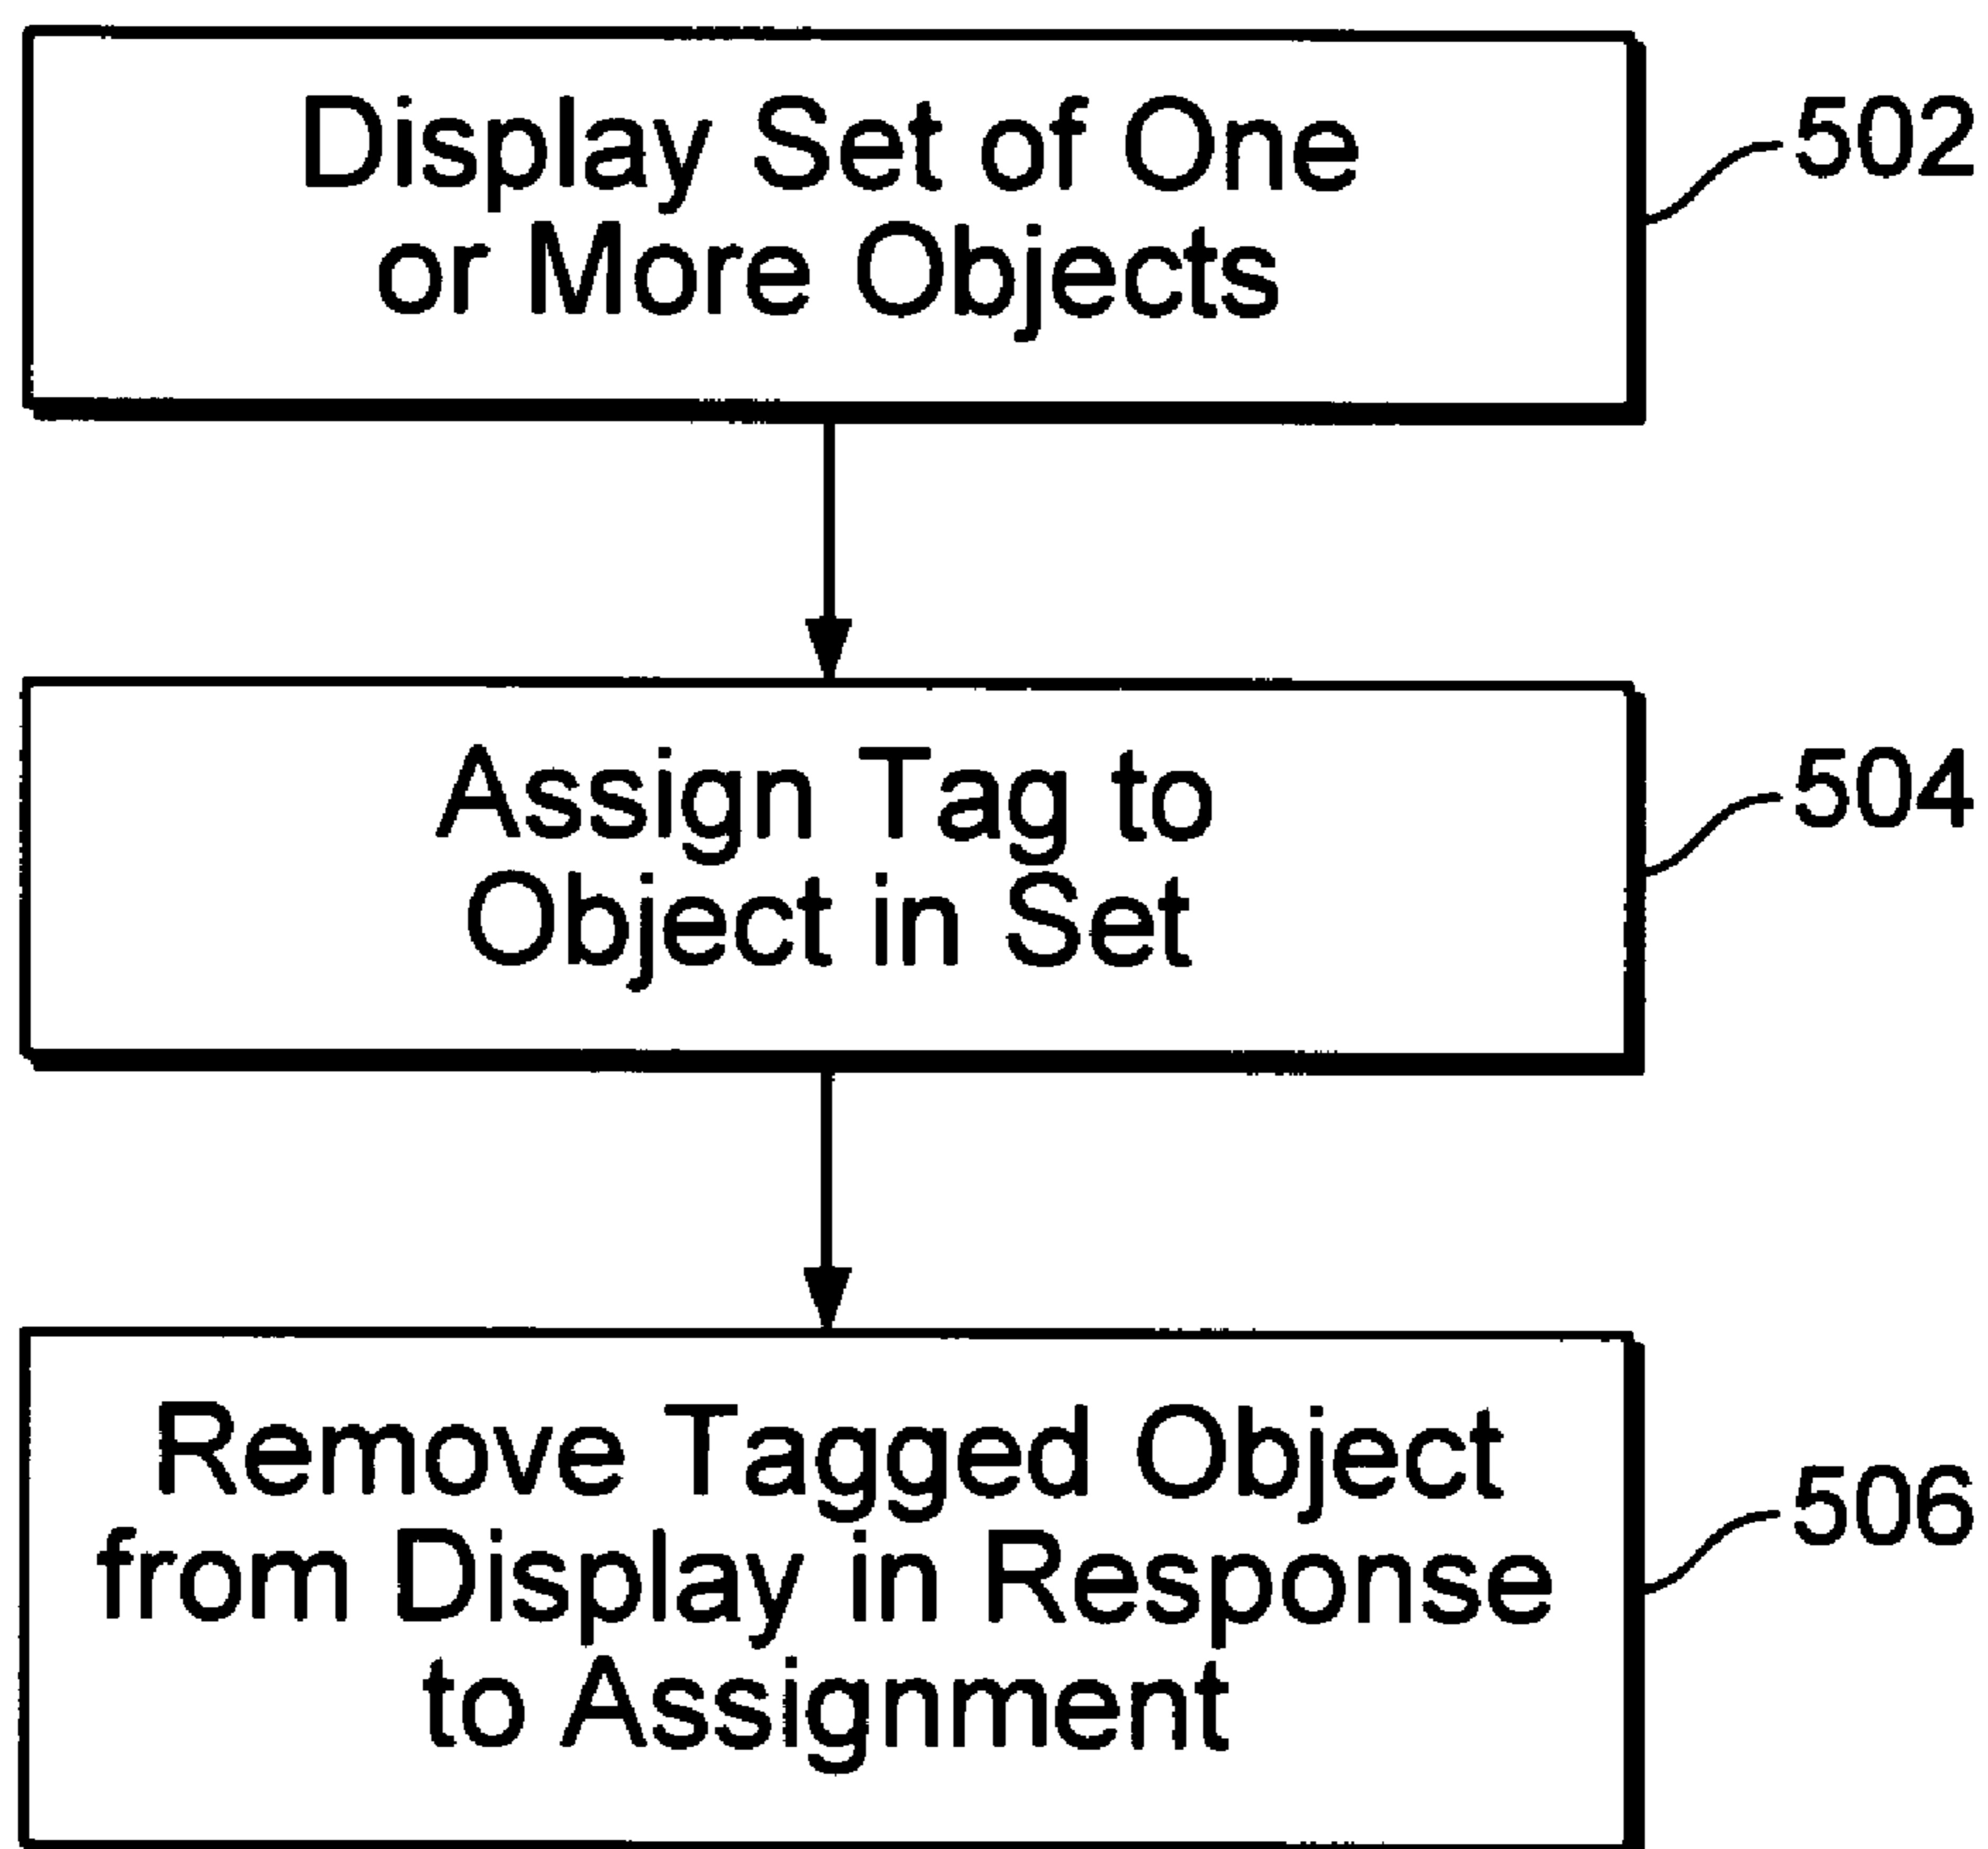 Display Set of One
or More Objects
502
Assign Tag to
Object in Set
504
Remove Tagged Object
from Display in Response
to Assignment
506